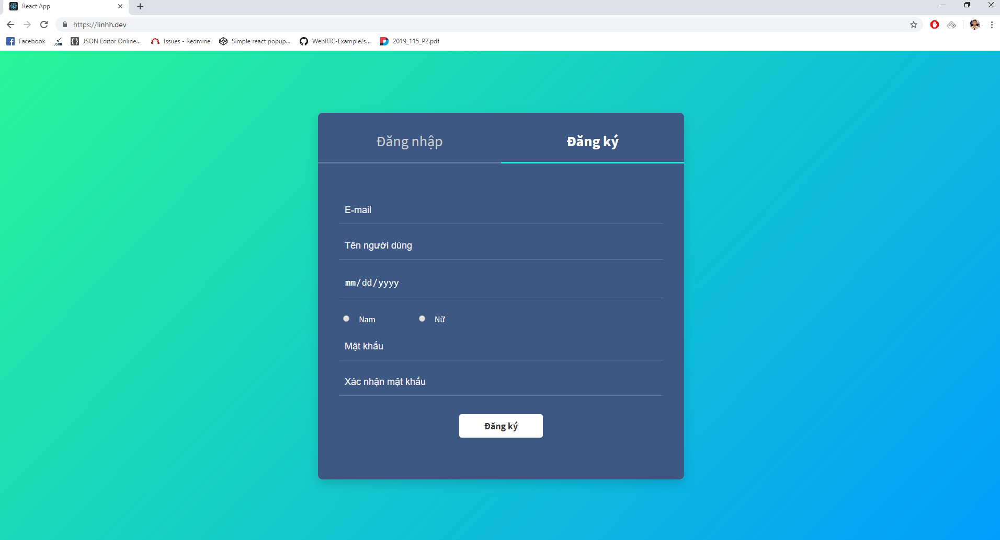 React App
https://linhh.dev
Facebook
JSON
JSON Editor Online...
Issues - Redmine
Simple react popup...
WebRTC-Example/s...
2019_115_P2.pdf
Đăng nhập
Đăng ký
E-mail
Tên người dùng
mm/dd/yyyy
Nam
Nữ
Mật khẩu
Xác nhận mật khẩu
Đăng ký